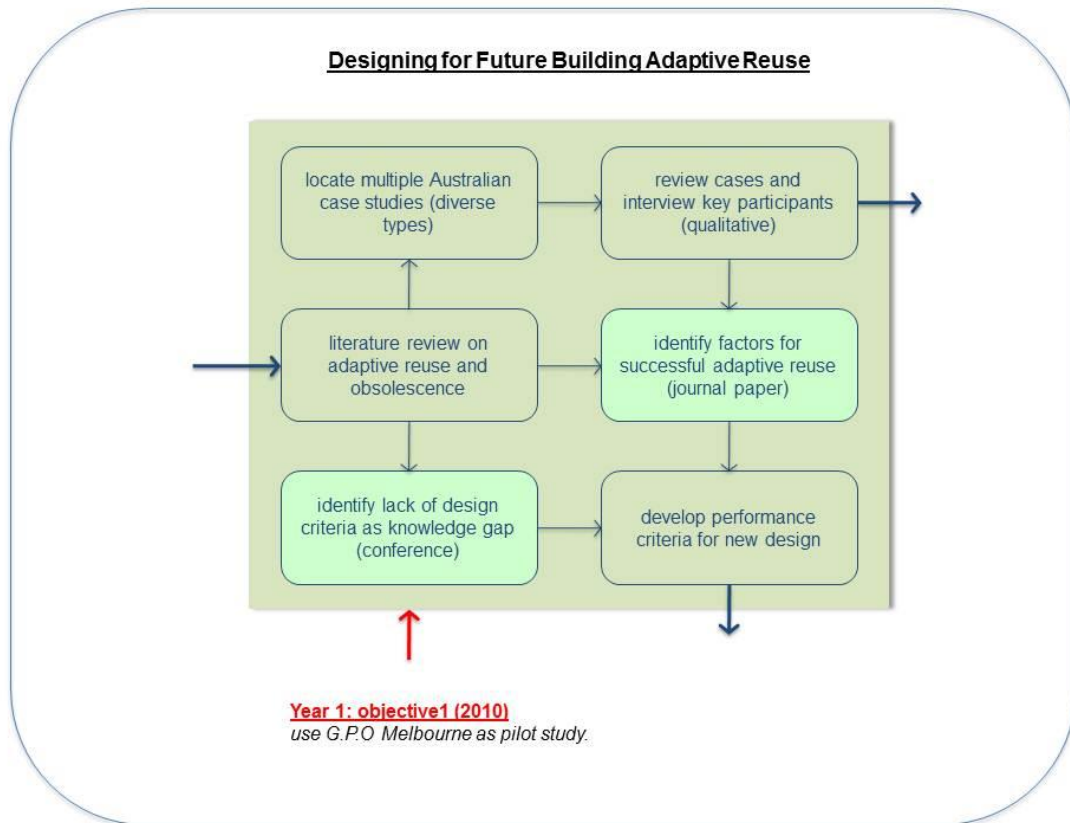 Designing for Future Building Adaptive Reuse
locate multiple Australian
case studies (diverse
types)
review cases and
interview key participants
(qualitative)
literature review on
adaptive reuse and
obsolescence
identify factors for
successful adaptive reuse
(journal paper)
identify lack of design
criteria as knowledge gap
(conference)
develop performance
criteria for new design
Year 1: objective1 (2010)
use G.P.O Melbourne as pilot study.